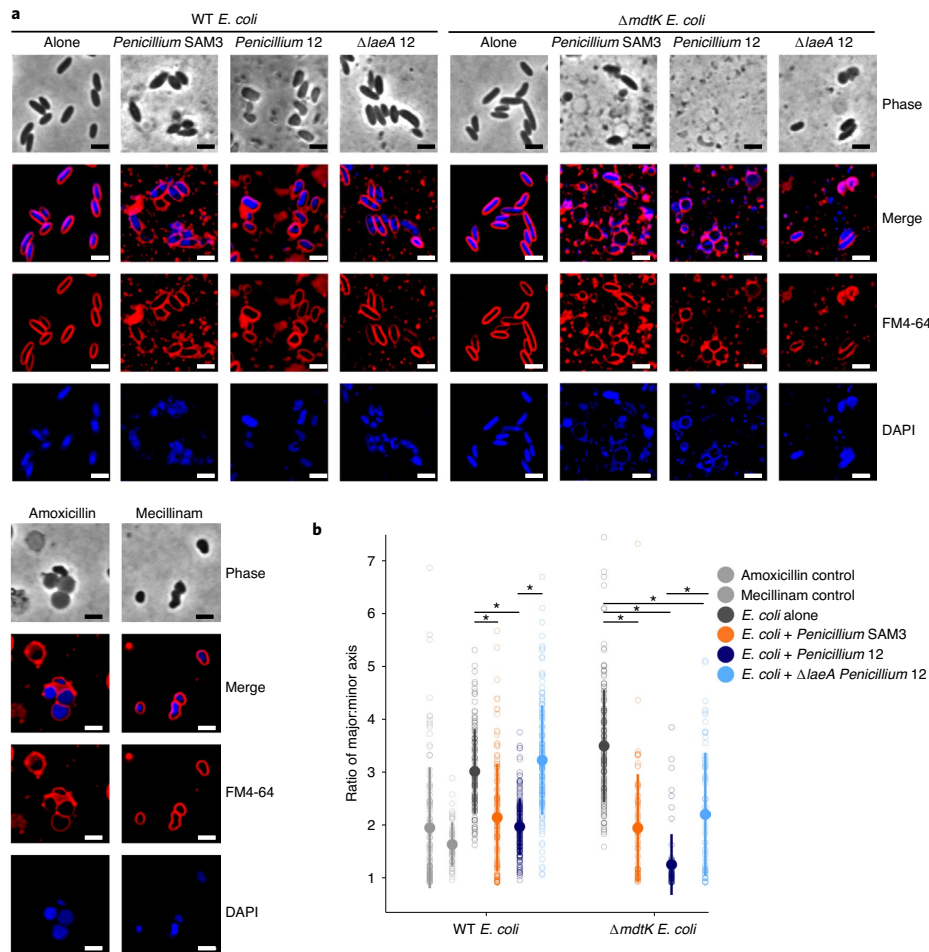 a
WT E. coli
ΔmdtK E. coli
Alone
Penicillium SAM3
Penicillium 12
ΔlaeA 12
Alone
Penicillium SAM3
Penicillium 12
ΔlaeA 12
Phase
Merge
FM4-64
DAPI
Amoxicillin
Mecillinam
Phase
Merge
FM4-64
DAPI
b
7
6
5
4
3
2
1
Ratio of major:minor axis
*
*
*
*
*
*
WT E. coli
ΔmdtK E. coli
Amoxicillin control
Mecillinam control
E. coli alone
E. coli + Penicillium SAM3
E. coli + Penicillium 12
E. coli + ΔlaeA Penicillium 12